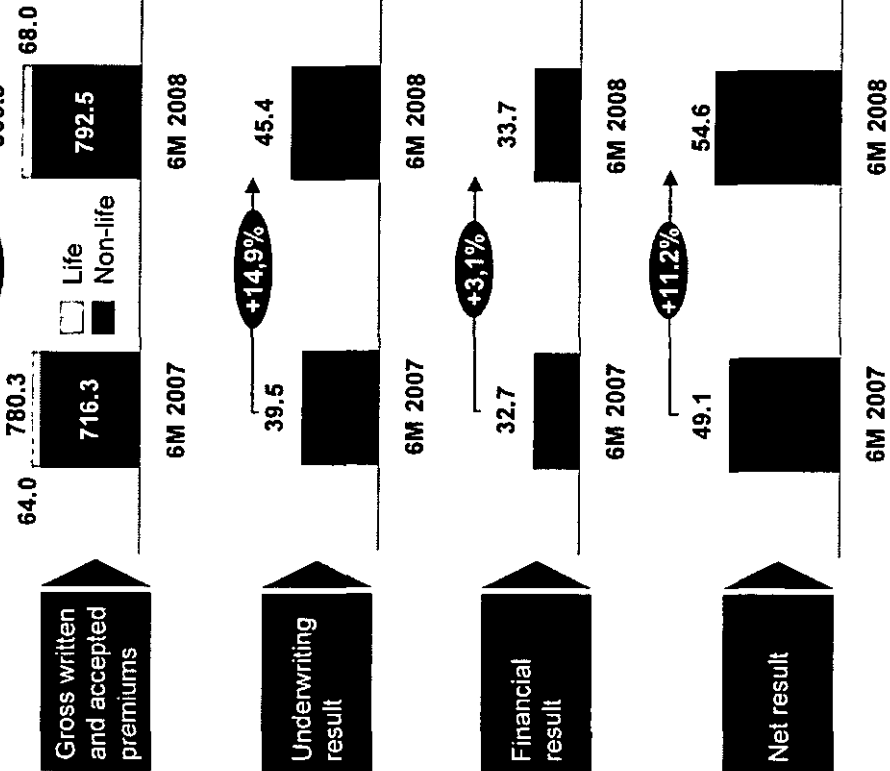 Gross written
and accepted
premiums
64.0
780.3
716.3
6M 2007
Life
Non-life
68.0
792.5
6M 2008
Underwriting
result
39.5
6M 2007
+14,9%
45.4
6M 2008
Financial
result
32.7
6M 2007
+3,1%
33.7
6M 2008
Net result
49.1
6M 2007
+11.2%
54.6
6M 2008